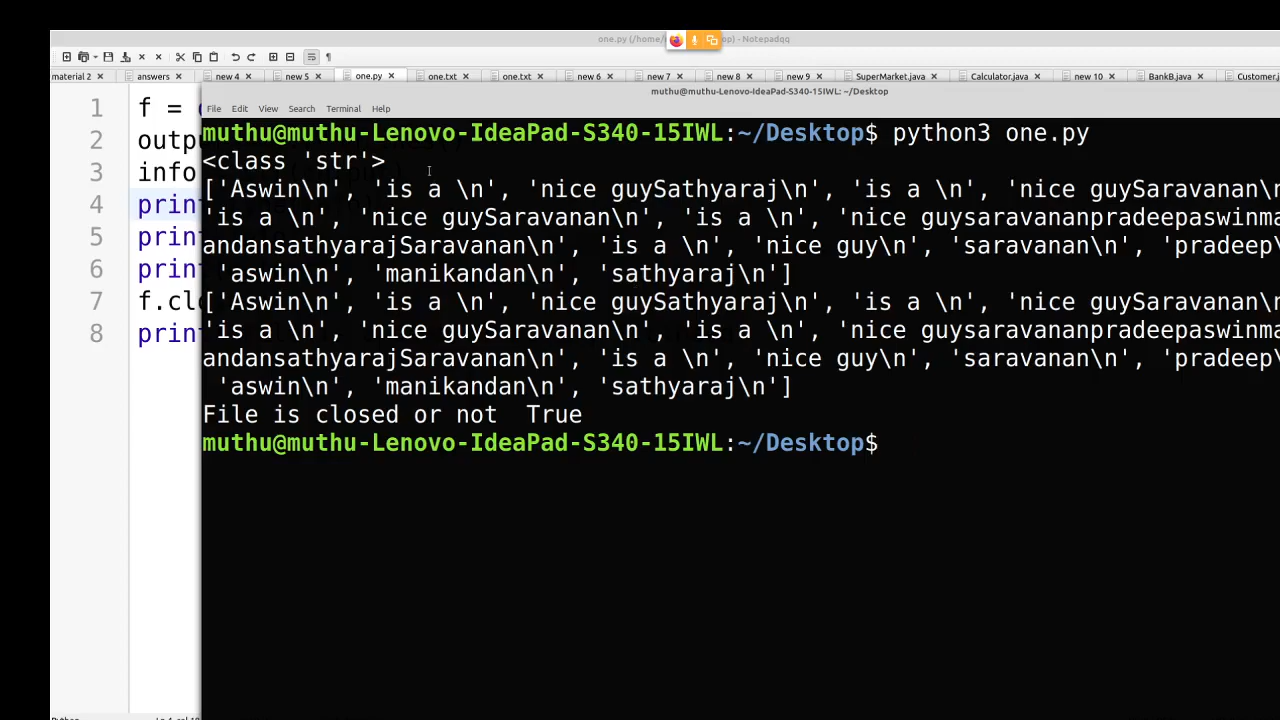 one.py (/home/ op) - Notepadqq
material 2 answers new 4 new 5 one.py one.txt one.txt new 6 new 7 new 8 new 9 SuperMarket.java Calculator.java new 10 BankB.java Customer.
muthu@muthu-Lenovo-IdeaPad-S340-15IWL: ~/Desktop
File Edit View Search Terminal Help
1 f =
2 outp
3 info
4 prin
5 prin
6 prin
7 f.cl
8 prin
muthu@muthu-Lenovo-IdeaPad-S340-15IWL:~/Desktop$ python3 one.py
<class 'str'>
['Aswin\n', 'is a \n', 'nice guySathyaraj\n', 'is a \n', 'nice guySaravanan\n
'is a \n', 'nice guySaravanan\n', 'is a \n', 'nice guysaravananpradeepaswinma
andansathyarajSaravanan\n', 'is a \n', 'nice guy\n', 'saravanan\n', 'pradeep\
'aswin\n', 'manikandan\n', 'sathyaraj\n']
['Aswin\n', 'is a \n', 'nice guySathyaraj\n', 'is a \n', 'nice guySaravanan\n
'is a \n', 'nice guySaravanan\n', 'is a \n', 'nice guysaravananpradeepaswinma
andansathyarajSaravanan\n', 'is a \n', 'nice guy\n', 'saravanan\n', 'pradeep\
'aswin\n', 'manikandan\n', 'sathyaraj\n']
File is closed or not  True
muthu@muthu-Lenovo-IdeaPad-S340-15IWL:~/Desktop$